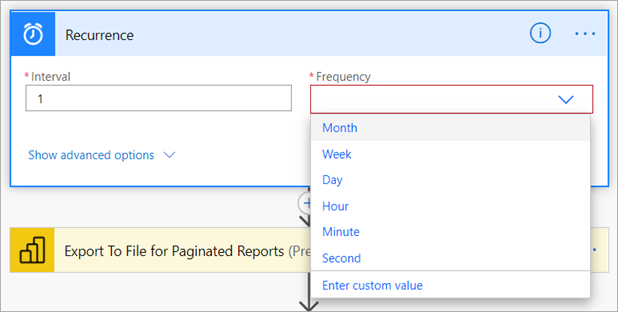 Recurrence
* Interval
* Frequency
1
Month
Week
Day
Hour
Minute
Second
Enter custom value
Show advanced options
Export To File for Paginated Reports (Pre